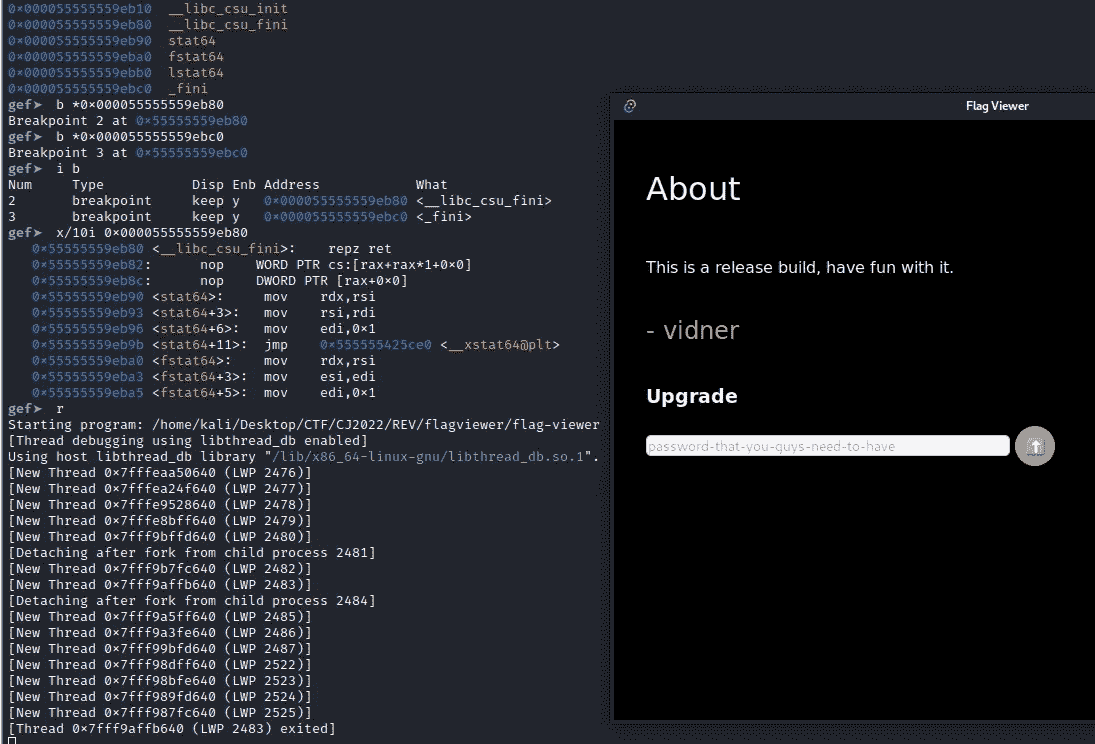 0×000055555559eb10  __libc_csu_init
0×000055555559eb80  __libc_csu_fini
0×000055555559eb90  stat64
0×000055555559eba0  fstat64
0×000055555559ebb0  lstat64
0×000055555559ebc0  _fini
gef➤  b *0×000055555559eb80
Breakpoint 2 at 0×55555559eb80
gef➤  b *0×000055555559ebc0
Breakpoint 3 at 0×55555559ebc0
gef➤  i b
Num     Type           Disp Enb Address            What
2       breakpoint     keep y   0×000055555559eb80 <__libc_csu_fini>
3       breakpoint     keep y   0×000055555559ebc0 <_fini>
gef➤  x/10i 0×000055555559eb80
   0×55555559eb80 <__libc_csu_fini>:    repz ret
   0×55555559eb82:      nop    WORD PTR cs:[rax+rax*1+0×0]
   0×55555559eb8c:      nop    DWORD PTR [rax+0×0]
   0×55555559eb90 <stat64>:     mov    rdx,rsi
   0×55555559eb93 <stat64+3>:   mov    rsi,rdi
   0×55555559eb96 <stat64+6>:   mov    edi,0×1
   0×55555559eb9b <stat64+11>:  jmp    0×555555425ce0 <__xstat64@plt>
   0×55555559eba0 <fstat64>:    mov    rdx,rsi
   0×55555559eba3 <fstat64+3>:  mov    esi,edi
   0×55555559eba5 <fstat64+5>:  mov    edi,0×1
gef➤  r
Starting program: /home/kali/Desktop/CTF/CJ2022/REV/flagviewer/flag-viewer
[Thread debugging using libthread_db enabled]
Using host libthread_db library "/lib/x86_64-linux-gnu/libthread_db.so.1".
[New Thread 0×7fffeaa50640 (LWP 2476)]
[New Thread 0×7fffea24f640 (LWP 2477)]
[New Thread 0×7fffe9528640 (LWP 2478)]
[New Thread 0×7fffe8bff640 (LWP 2479)]
[New Thread 0×7fff9bffd640 (LWP 2480)]
[Detaching after fork from child process 2481]
[New Thread 0×7fff9b7fc640 (LWP 2482)]
[New Thread 0×7fff9affb640 (LWP 2483)]
[Detaching after fork from child process 2484]
[New Thread 0×7fff9a5ff640 (LWP 2485)]
[New Thread 0×7fff9a3fe640 (LWP 2486)]
[New Thread 0×7fff99bfd640 (LWP 2487)]
[New Thread 0×7fff98dff640 (LWP 2522)]
[New Thread 0×7fff98bfe640 (LWP 2523)]
[New Thread 0×7fff989fd640 (LWP 2524)]
[New Thread 0×7fff987fc640 (LWP 2525)]
[Thread 0×7fff9affb640 (LWP 2483) exited]
Flag Viewer
About
This is a release build, have fun with it.
- vidner
Upgrade
password-that-you-guys-need-to-have